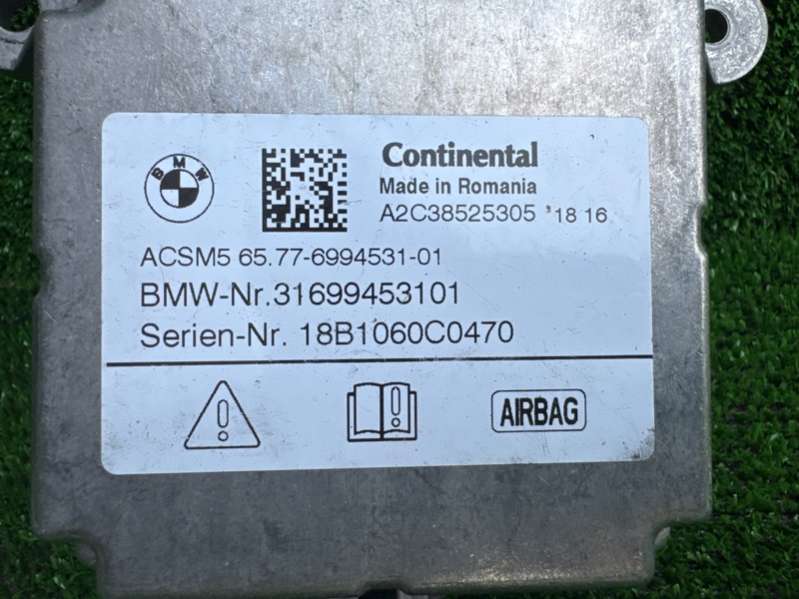 BMW
Continental
Made in Romania
A2C38525305 *18 16
ACSM5 65.77-6994531-01
BMW-Nr.31699453101
Serien-Nr. 18B1060C0470
AIRBAG